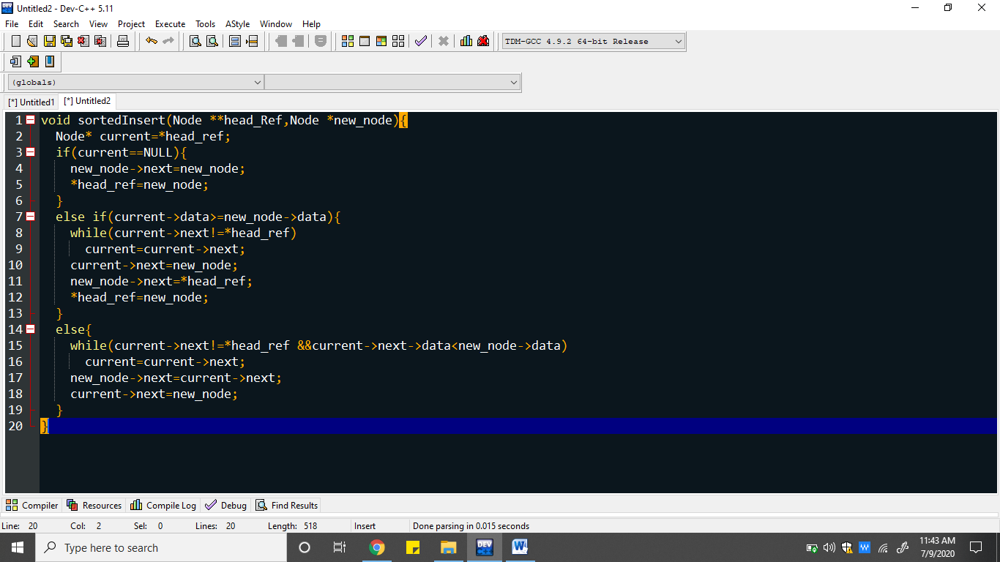 Untitled2 - Dev-C++ 5.11
File Edit Search View Project Execute Tools AStyle Window Help
TDM-GCC 4.9.2 64-bit Release
(globals)
[*] Untitled1 [*] Untitled2
1 void sortedInsert(Node **head_Ref,Node *new_node){
2 Node* current=*head_ref;
3 if(current==NULL){
4 new_node->next=new_node;
5 *head_ref=new_node;
6 }
7 else if(current->data>=new_node->data){
8 while(current->next!=*head_ref)
9 current=current->next;
10 current->next=new_node;
11 new_node->next=*head_ref;
12 *head_ref=new_node;
13 }
14 else{
15 while(current->next!=*head_ref &&current->next->data<new_node->data)
16 current=current->next;
17 new_node->next=current->next;
18 current->next=new_node;
19 }
20 }
Compiler Resources Compile Log Debug Find Results
Line: 20 Col: 2 Sel: 0 Lines: 20 Length: 518 Insert Done parsing in 0.015 seconds
Type here to search
DEV
W
W
11:43 AM
7/9/2020